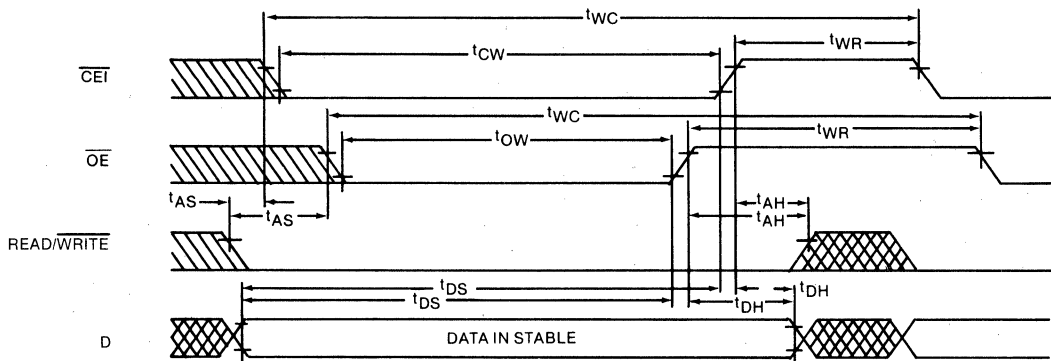 tWC
tCW
tWR
CEI
tWC
tOW
tWR
OE
tAS
tAS
tAH
tAH
READ/WRITE
tDS
tDS
tDH
tDH
D
DATA IN STABLE